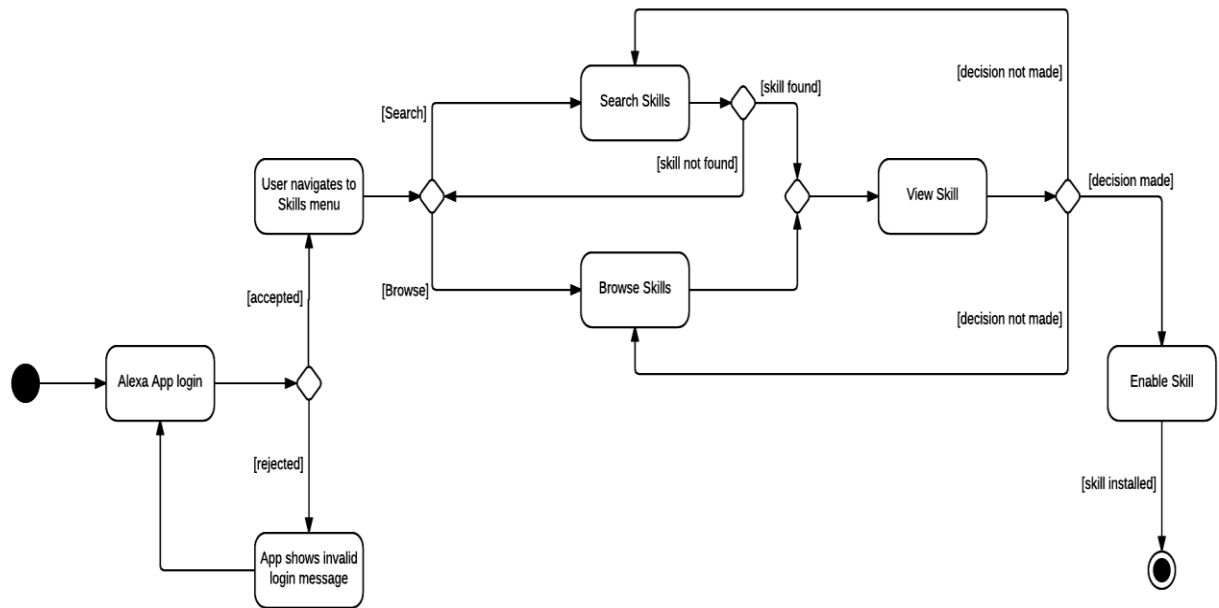 [decision not made]
[skill found]
Search Skills
[Search]
[skill not found]
User navigates to
Skills menu
View Skill
[decision made]
[accepted]
[Browse]
Browse Skills
[decision not made]
Alexa App login
Enable Skill
[rejected]
[skill installed]
App shows invalid
login message